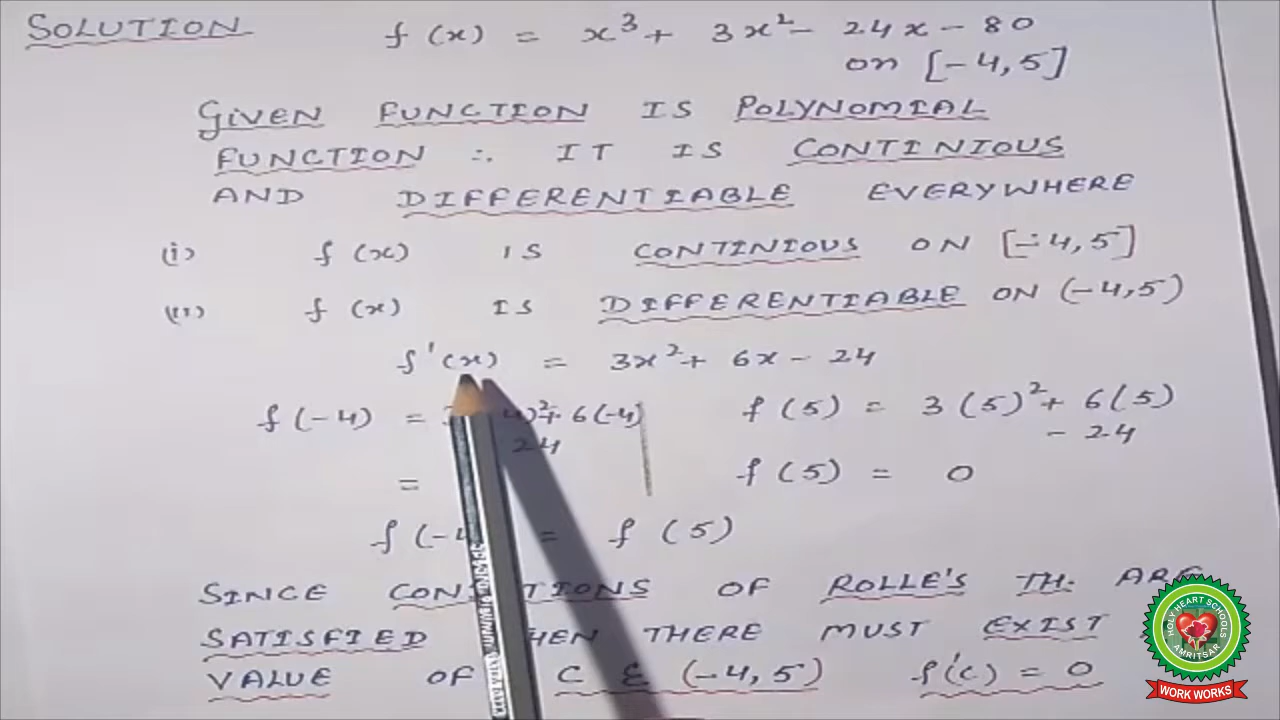 SOLUTION f(x) = x³ + 3x² - 24x - 80
on [-4,5]
GIVEN FUNCTION IS POLYNOMIAL
FUNCTION ∴ IT IS CONTINIOUS
AND DIFFERENTIABLE EVERYWHERE
(i) f(x) IS CONTINIOUS ON [-4,5]
(ii) f(x) IS DIFFERENTIABLE ON (-4,5)
f'(x) = 3x² + 6x - 24
f(-4) = 4)² + 6(-4)
24
=
f(5) = 3(5)² + 6(5)
- 24
f(5) = 0
f(-4 = f(5)
SINCE OF ROLLE'S TH. ARE
SATISFIED THERE MUST EXIST
VALUE OF C ∈ (-4,5) f'(c) = 0
HOLY HEART SCHOOLS
AMRITSAR
WORK WORKS